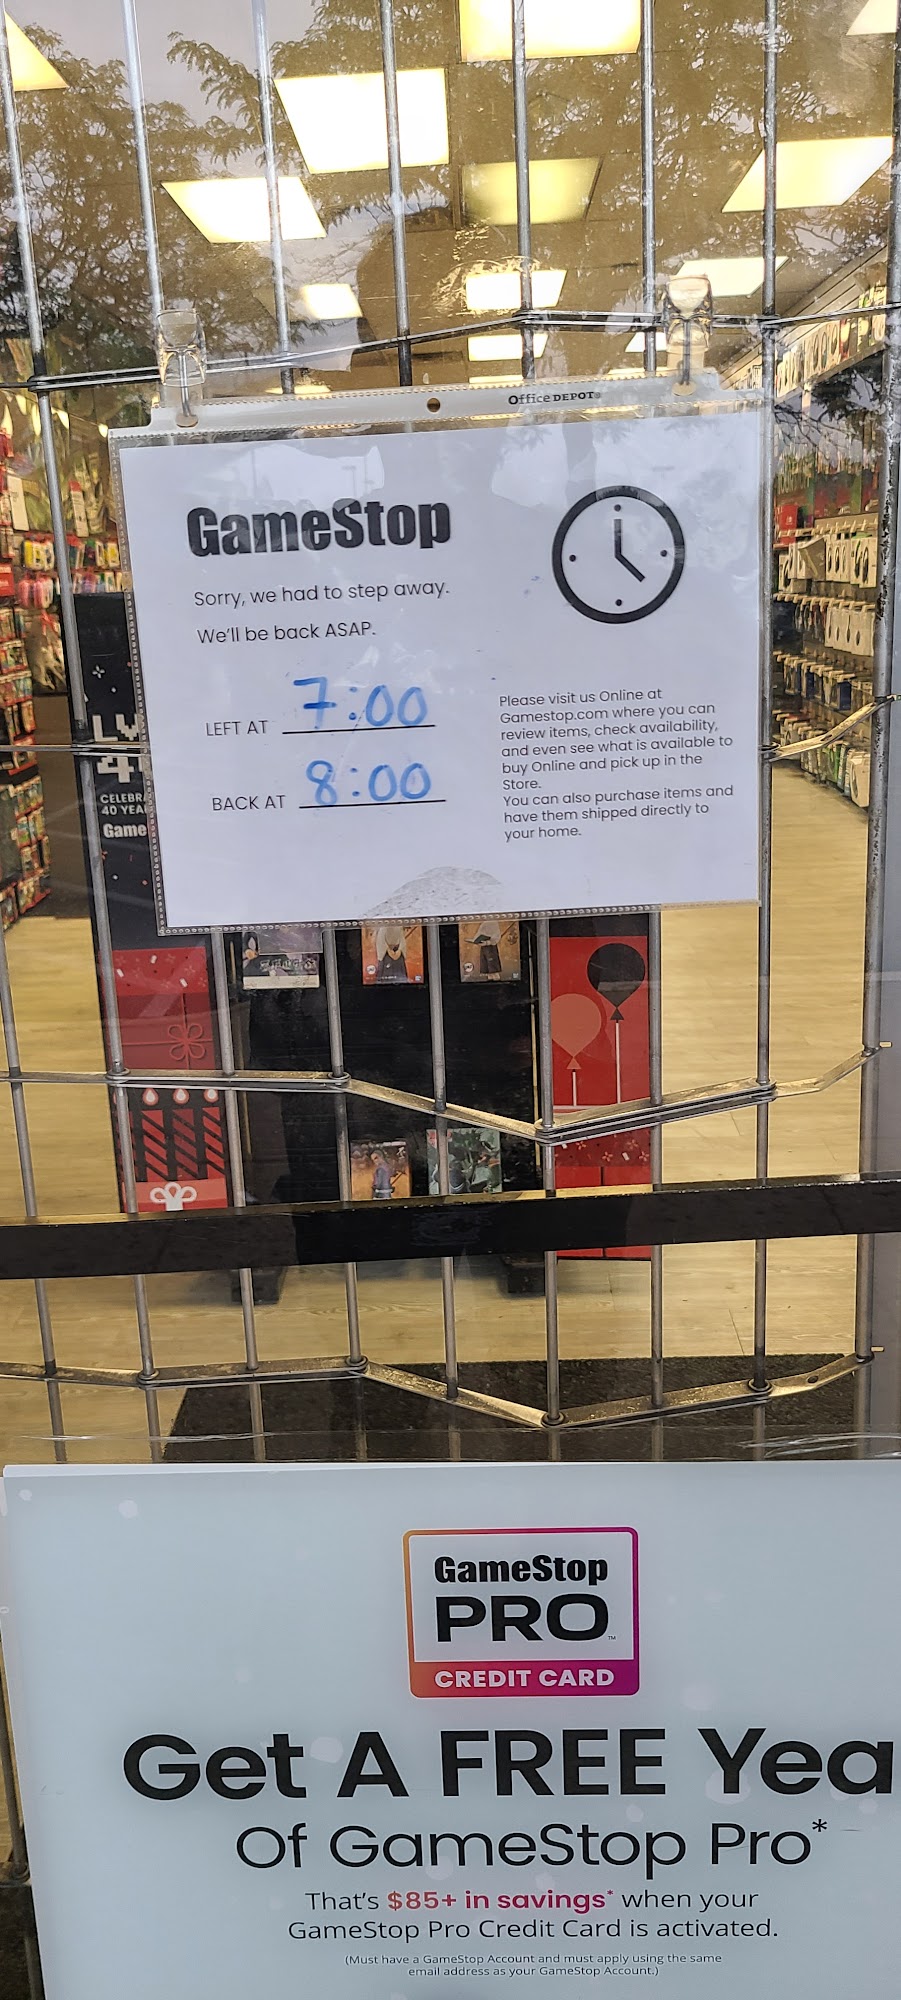 Office DEPOT®
GameStop
Sorry, we had to step away.
We'll be back ASAP.
LEFT AT 7:00
BACK AT 8:00
Please visit us Online at
Gamestop.com where you can
review items, check availability,
and even see what is available to
buy Online and pick up in the
Store.
You can also purchase items and
have them shipped directly to
your home.
CELEBRA
40 YEA
Game
GameStop
PRO™
CREDIT CARD
Get A FREE Yea
Of GameStop Pro*
That's $85+ in savings* when your
GameStop Pro Credit Card is activated.
(Must have a GameStop Account and must apply using the same
email address as your GameStop Account.)